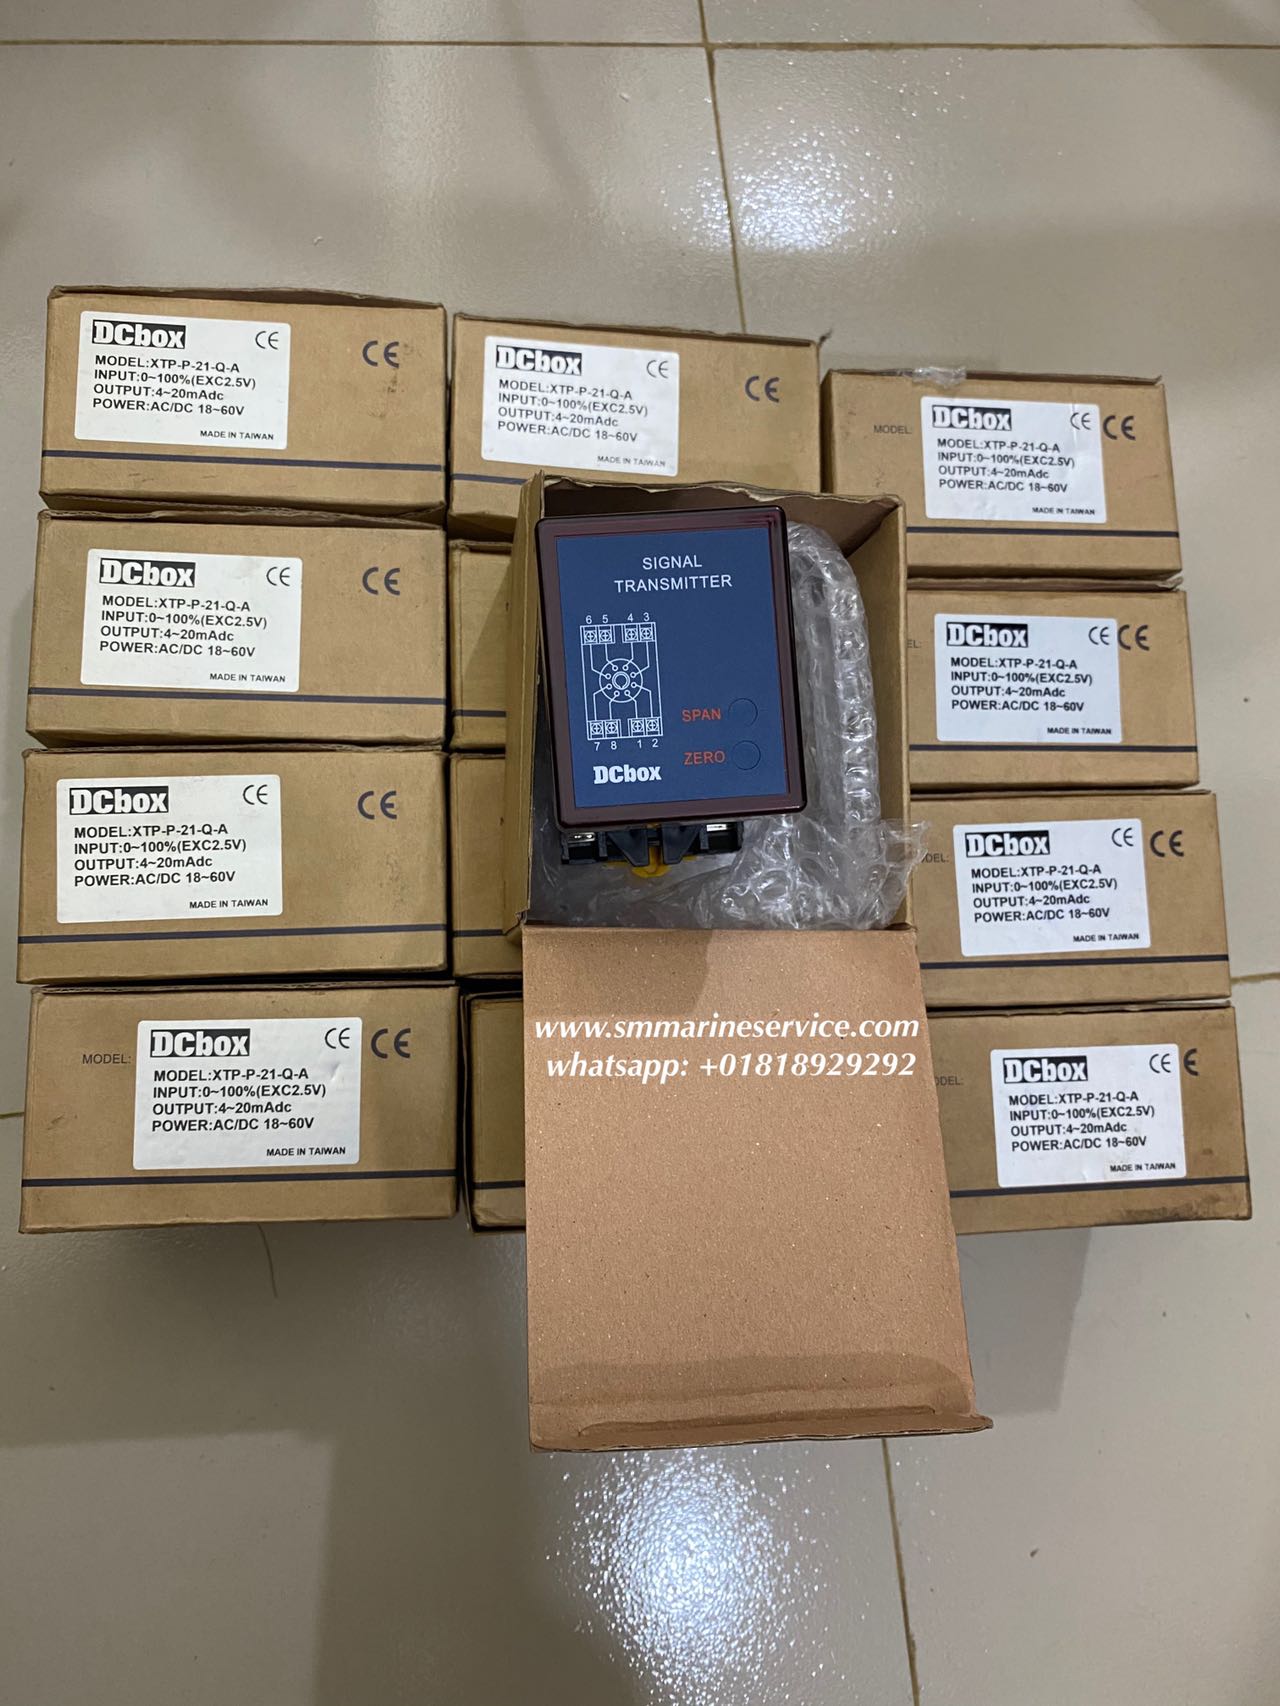 DCbox CE CE
MODEL:XTP-P-21-Q-A
INPUT:0~100%(EXC2.5V)
OUTPUT:4~20mAdc
POWER:AC/DC 18~60V
MADE IN TAIWAN
DCbox CE CE
MODEL:XTP-P-21-Q-A
INPUT:0~100%(EXC2.5V)
OUTPUT:4~20mAdc
POWER:AC/DC 18~60V
MADE IN TAIWAN
MODEL: DCbox CE CE
MODEL:XTP-P-21-Q-A
INPUT:0~100%(EXC2.5V)
OUTPUT:4~20mAdc
POWER:AC/DC 18~60V
MADE IN TAIWAN
DCbox CE CE
MODEL:XTP-P-21-Q-A
INPUT:0~100%(EXC2.5V)
OUTPUT:4~20mAdc
POWER:AC/DC 18~60V
MADE IN TAIWAN
SIGNAL
TRANSMITTER
6 5 4 3
SPAN
7 8 1 2
ZERO
DCbox
DCbox CE CE
MODEL:XTP-P-21-Q-A
INPUT:0~100%(EXC2.5V)
OUTPUT:4~20mAdc
POWER:AC/DC 18~60V
MADE IN TAIWAN
DCbox CE CE
MODEL:XTP-P-21-Q-A
INPUT:0~100%(EXC2.5V)
OUTPUT:4~20mAdc
POWER:AC/DC 18~60V
MADE IN TAIWAN
DCbox CE CE
MODEL:XTP-P-21-Q-A
INPUT:0~100%(EXC2.5V)
OUTPUT:4~20mAdc
POWER:AC/DC 18~60V
MADE IN TAIWAN
MODEL: DCbox CE CE
MODEL:XTP-P-21-Q-A
INPUT:0~100%(EXC2.5V)
OUTPUT:4~20mAdc
POWER:AC/DC 18~60V
MADE IN TAIWAN
www.smmarineservice.com
whatsapp: +01818929292
DCbox CE
MODEL:XTP-P-21-Q-A
INPUT:0~100%(EXC2.5V)
OUTPUT:4~20mAdc
POWER:AC/DC 18~60V
MADE IN TAIWAN